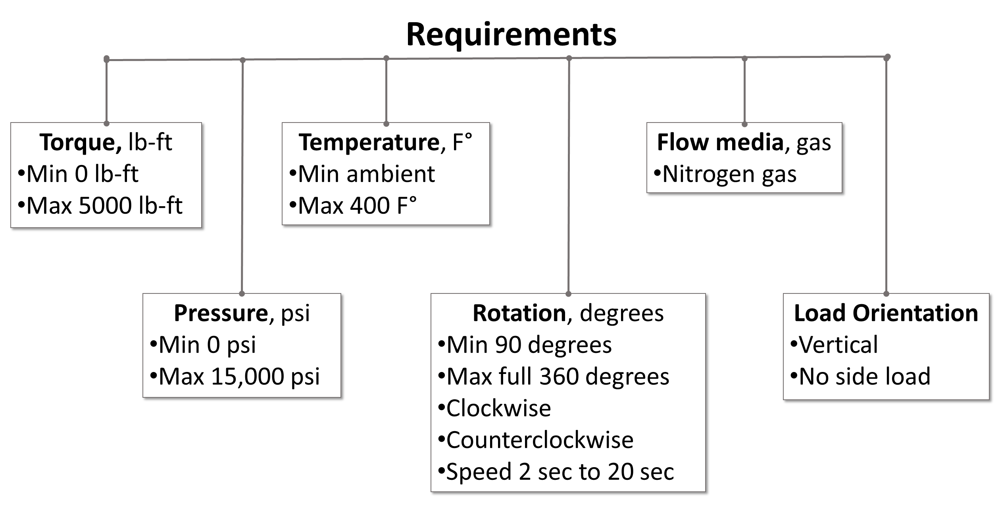 Requirements
Torque, lb-ft
•Min 0 lb-ft
•Max 5000 lb-ft
Temperature, F°
•Min ambient
•Max 400 F°
Flow media, gas
•Nitrogen gas
Pressure, psi
•Min 0 psi
•Max 15,000 psi
Rotation, degrees
•Min 90 degrees
•Max full 360 degrees
•Clockwise
•Counterclockwise
•Speed 2 sec to 20 sec
Load Orientation
•Vertical
•No side load